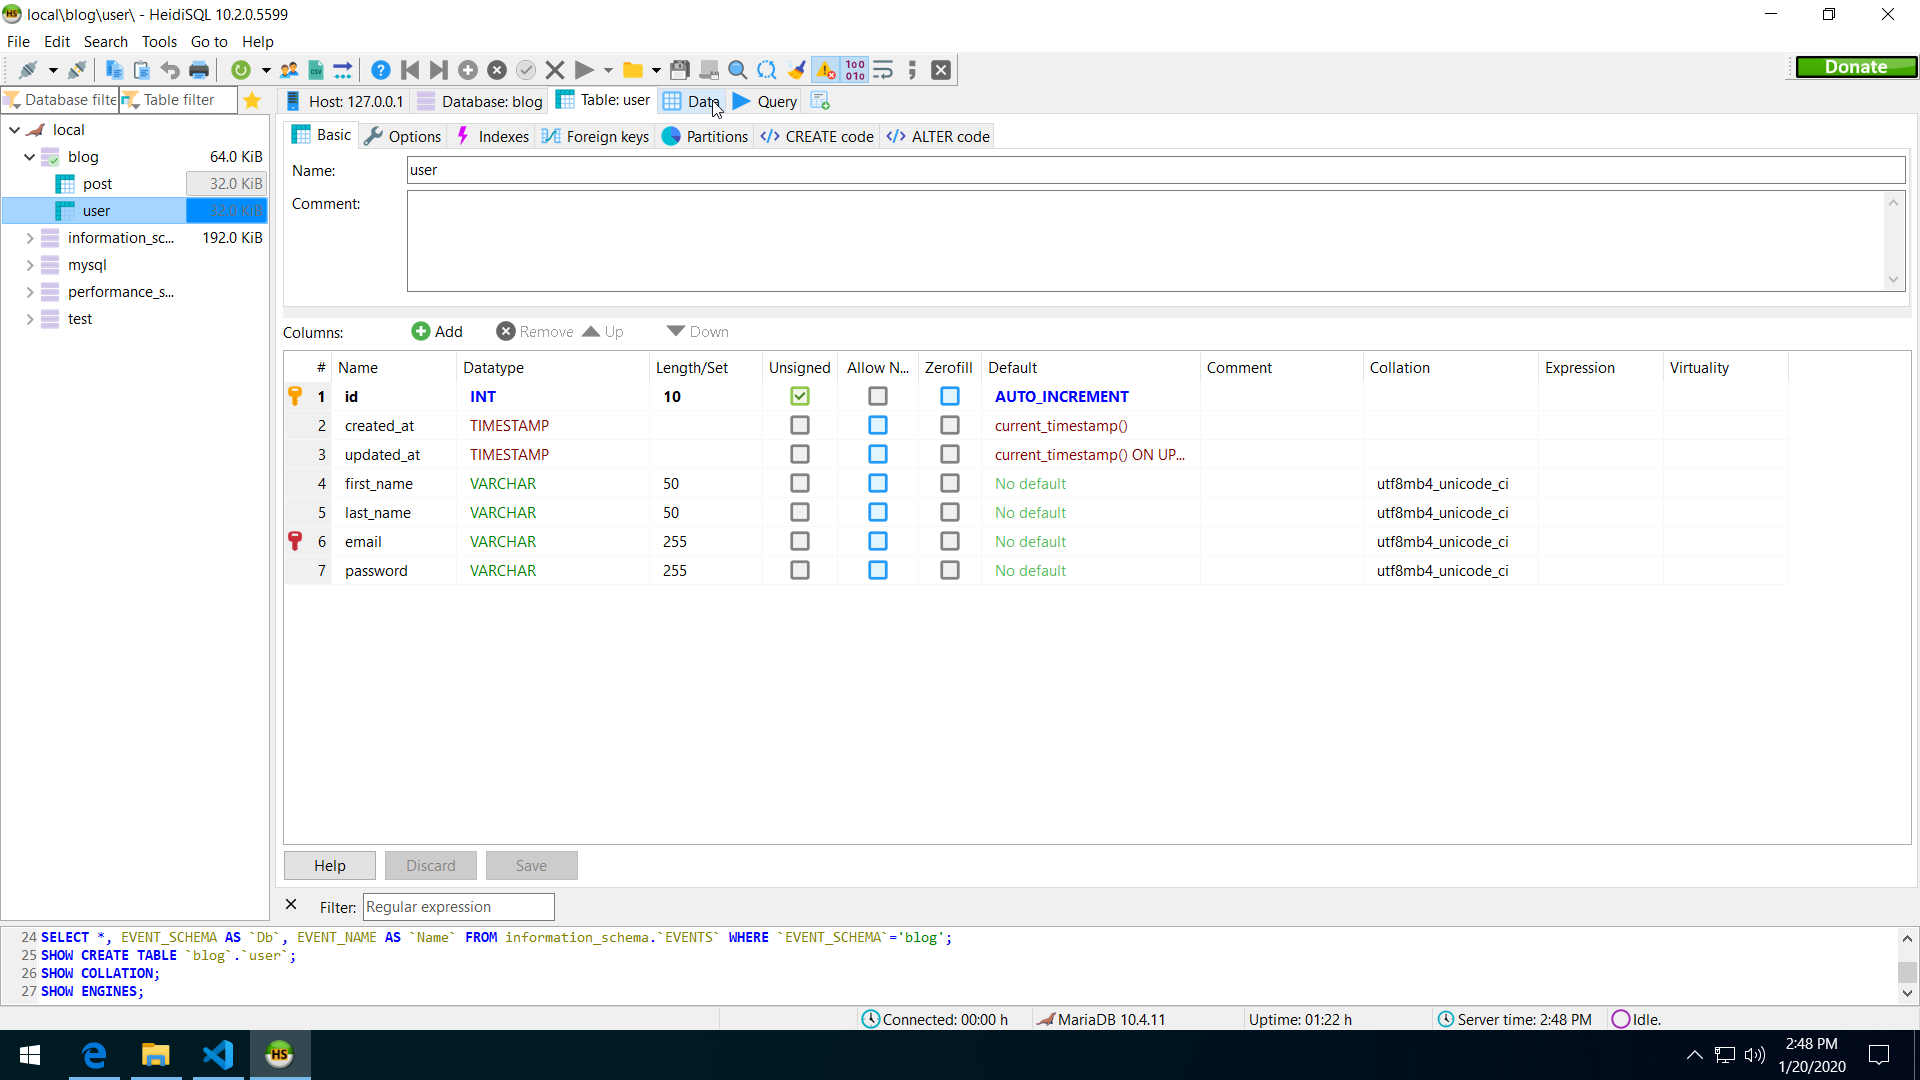 local\blog\user\ - HeidiSQL 10.2.0.5599
File Edit Search Tools Go to Help
Donate
Database filte Table filter Host: 127.0.0.1 Database: blog Table: user Data Query
local
blog 64.0 KiB
post 32.0 KiB
user 32.0 KiB
information_sc... 192.0 KiB
mysql
performance_s...
test
Basic Options Indexes Foreign keys Partitions CREATE code ALTER code
Name: user
Comment:
Columns: Add Remove Up Down
# Name Datatype Length/Set Unsigned Allow N... Zerofill Default Comment Collation Expression Virtuality
1 id INT 10 AUTO_INCREMENT
2 created_at TIMESTAMP current_timestamp()
3 updated_at TIMESTAMP current_timestamp() ON UP...
4 first_name VARCHAR 50 No default utf8mb4_unicode_ci
5 last_name VARCHAR 50 No default utf8mb4_unicode_ci
6 email VARCHAR 255 No default utf8mb4_unicode_ci
7 password VARCHAR 255 No default utf8mb4_unicode_ci
Help Discard Save
Filter: Regular expression
24 SELECT *, EVENT_SCHEMA AS `Db`, EVENT_NAME AS `Name` FROM information_schema.`EVENTS` WHERE `EVENT_SCHEMA`='blog';
25 SHOW CREATE TABLE `blog`.`user`;
26 SHOW COLLATION;
27 SHOW ENGINES;
Connected: 00:00 h MariaDB 10.4.11 Uptime: 01:22 h Server time: 2:48 PM Idle.
2:48 PM
1/20/2020